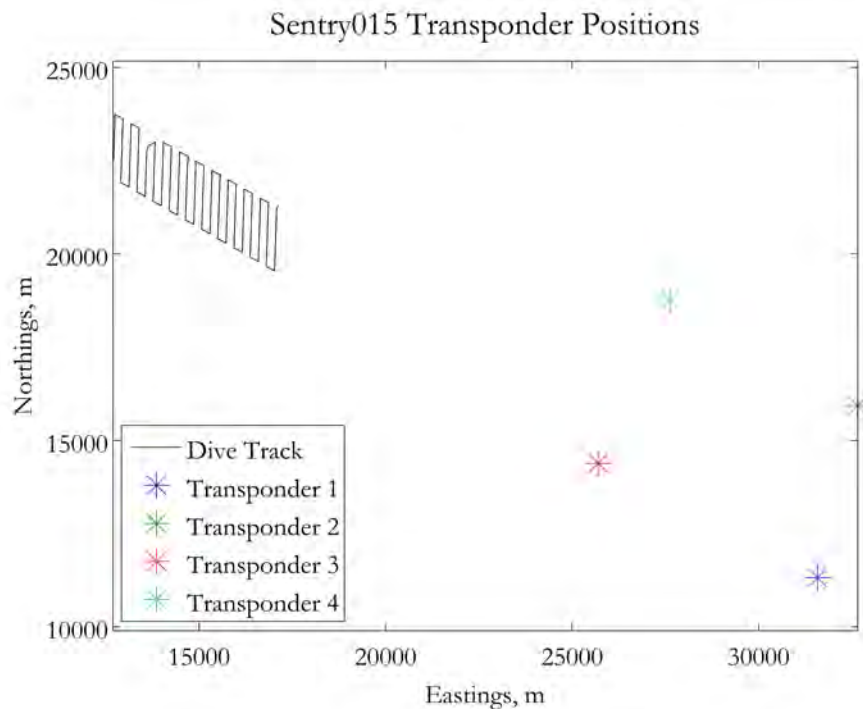 Sentry015 Transponder Positions
25000
20000
15000
10000
Northings, m
Dive Track
Transponder 1
Transponder 2
Transponder 3
Transponder 4
15000
20000
25000
30000
Eastings, m